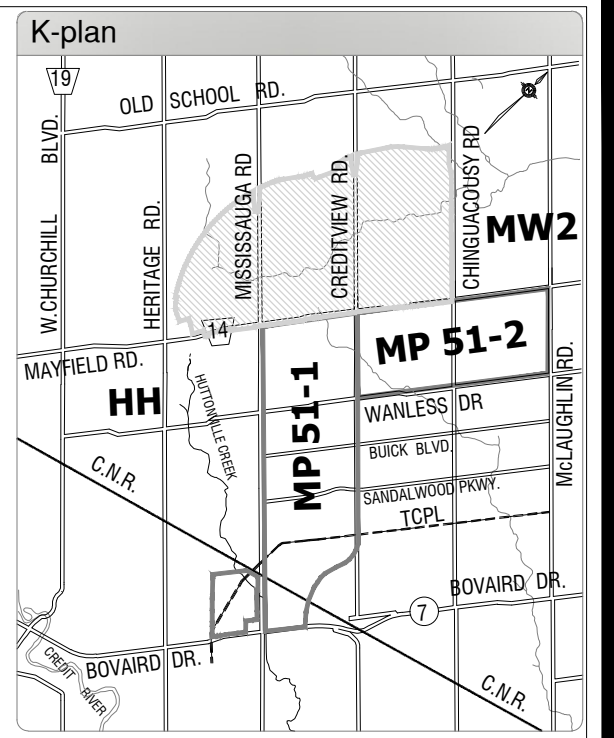 K-plan
19
OLD SCHOOL RD.
W.CHURCHILL BLVD.
HERITAGE RD.
MISSISSAUGA RD
CREDITVIEW RD.
CHINGUACOUSY RD
MW2
14
MAYFIELD RD.
HH
HUTTONVILLE CREEK
MP 51-1
MP 51-2
WANLESS DR
BUICK BLVD.
SANDALWOOD PKWY.
TCPL
McLAUGHLIN RD.
C.N.R.
BOVAIRD DR.
7
BOVAIRD DR.
CREDIT RIVER
C.N.R.